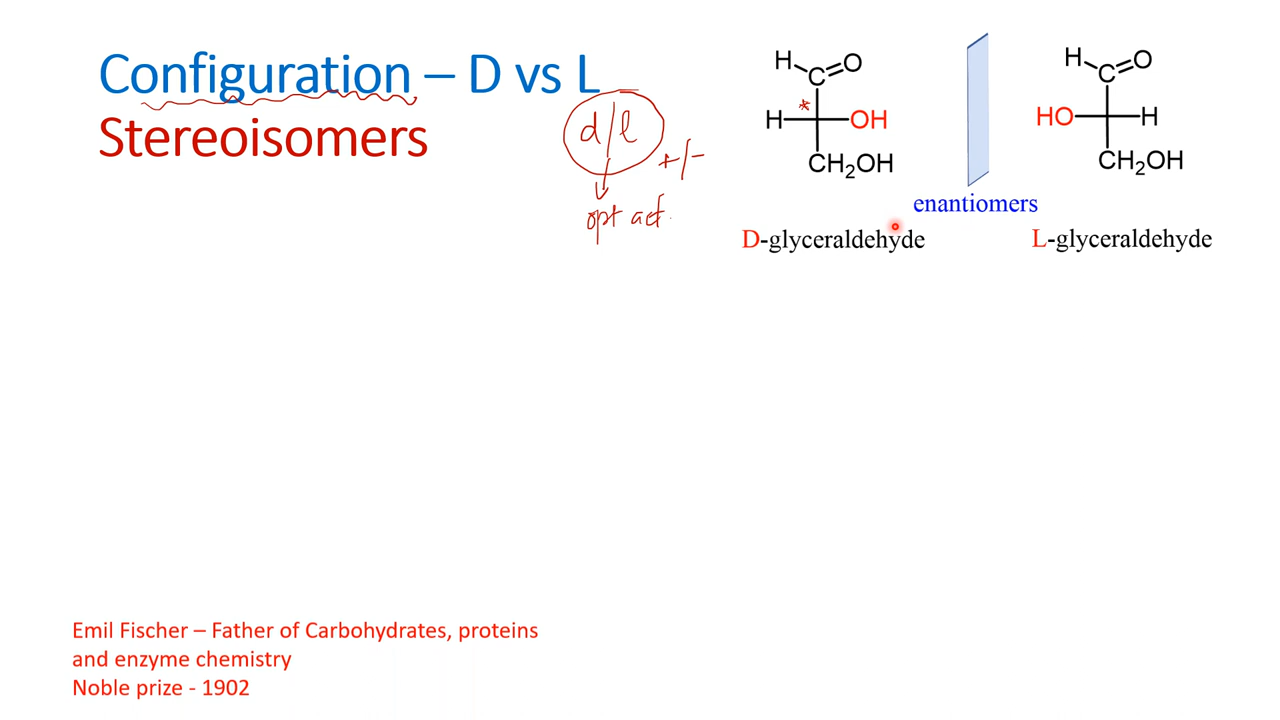 Configuration – D vs L
Stereoisomers
d/l
+/-
opt act.
H
C
O
*
H
OH
CH₂OH
D-glyceraldehyde
enantiomers
H
C
O
HO
H
CH₂OH
L-glyceraldehyde
Emil Fischer – Father of Carbohydrates, proteins
and enzyme chemistry
Noble prize - 1902